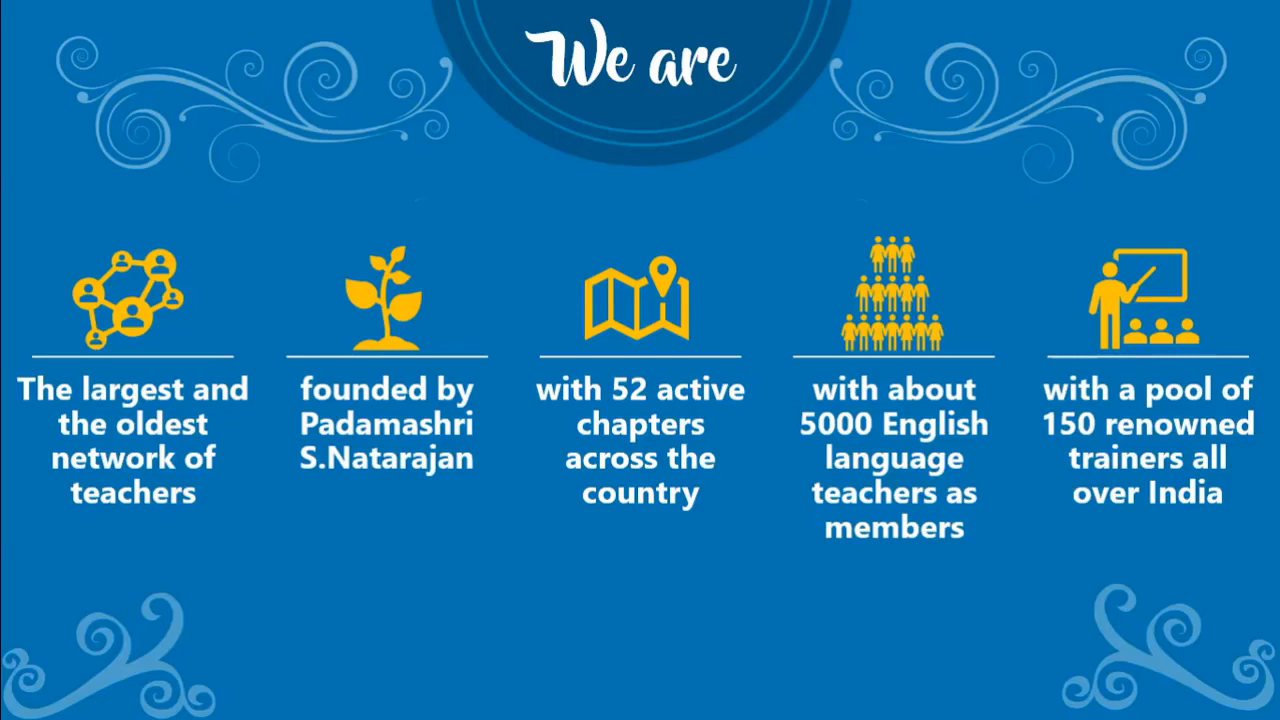 We are
The largest and
the oldest
network of
teachers
founded by
Padamashri
S.Natarajan
with 52 active
chapters
across the
country
with about
5000 English
language
teachers as
members
with a pool of
150 renowned
trainers all
over India